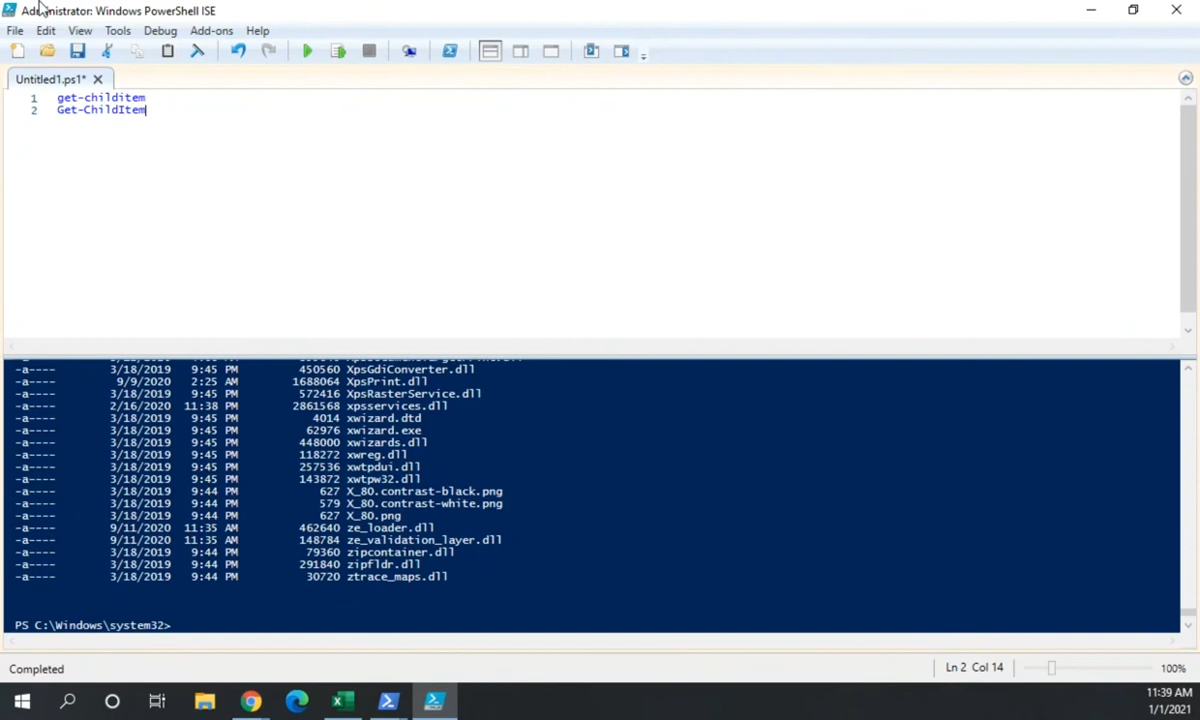 Administrator: Windows PowerShell ISE
File Edit View Tools Debug Add-ons Help
Untitled1.ps1*
1 get-childitem
2 Get-ChildItem
-a---- 3/18/2019 9:45 PM 450560 XpsGdiConverter.dll
-a---- 9/9/2020 2:25 AM 1688064 XpsPrint.dll
-a---- 3/18/2019 9:45 PM 572416 XpsRasterService.dll
-a---- 2/16/2020 11:38 PM 2861568 xpsservices.dll
-a---- 3/18/2019 9:45 PM 4014 xwizard.dtd
-a---- 3/18/2019 9:45 PM 62976 xwizard.exe
-a---- 3/18/2019 9:45 PM 448000 xwizards.dll
-a---- 3/18/2019 9:45 PM 118272 xwreg.dll
-a---- 3/18/2019 9:45 PM 257536 xwtpdui.dll
-a---- 3/18/2019 9:45 PM 143872 xwtpw32.dll
-a---- 3/18/2019 9:44 PM 627 X_80.contrast-black.png
-a---- 3/18/2019 9:44 PM 579 X_80.contrast-white.png
-a---- 3/18/2019 9:44 PM 627 X_80.png
-a---- 9/11/2020 11:35 AM 462640 ze_loader.dll
-a---- 9/11/2020 11:35 AM 148784 ze_validation_layer.dll
-a---- 3/18/2019 9:44 PM 79360 zipcontainer.dll
-a---- 3/18/2019 9:44 PM 291840 zipfldr.dll
-a---- 3/18/2019 9:44 PM 30720 ztrace_maps.dll
PS C:\Windows\system32>
Completed Ln 2 Col 14 100%
11:39 AM
1/1/2021